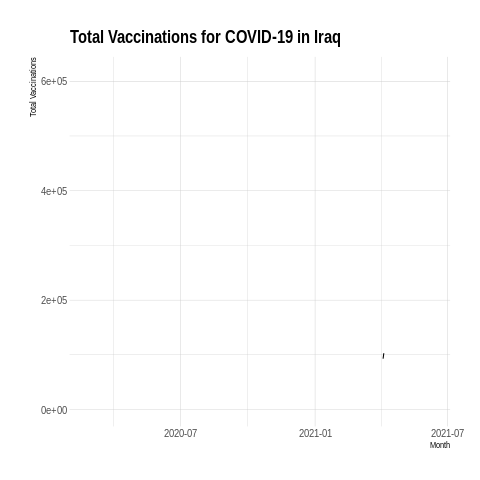 Total Vaccinations for COVID-19 in Iraq
Total Vaccinations
6e+05
4e+05
2e+05
0e+00
2020-07 2021-01 2021-07
Month